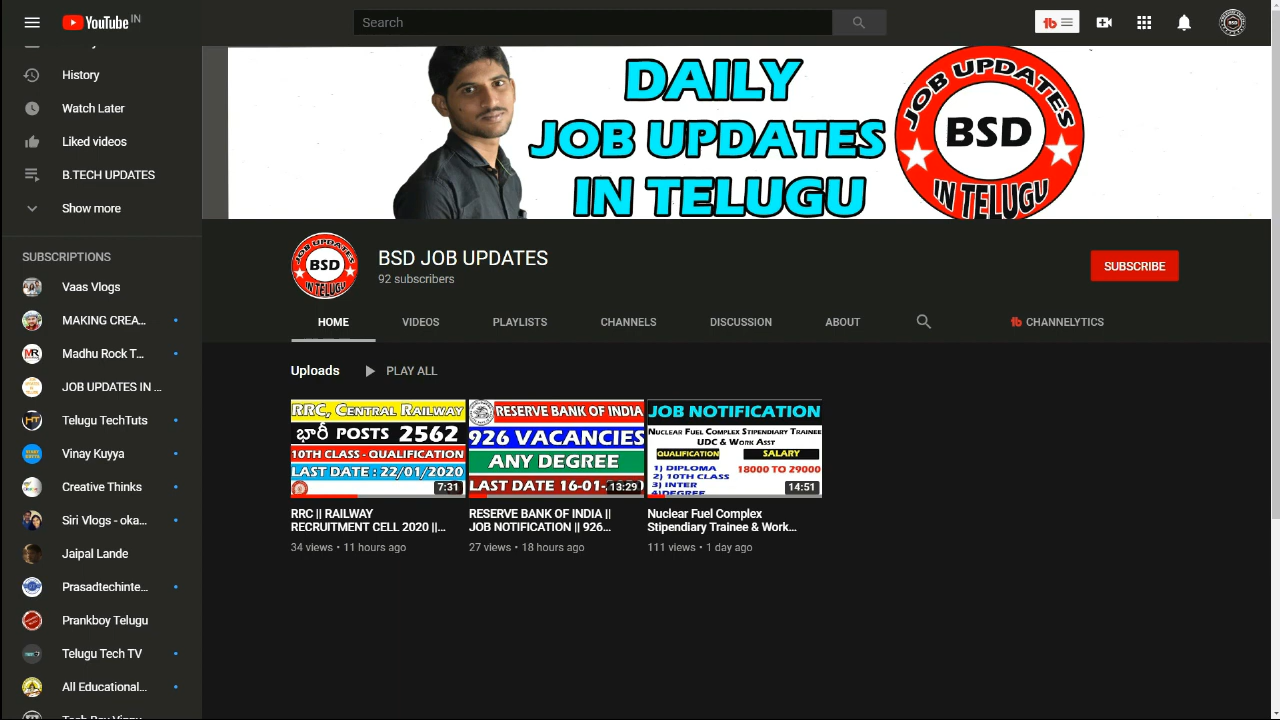 YouTube IN
Search
History
Watch Later
Liked videos
B.TECH UPDATES
Show more
SUBSCRIPTIONS
Vaas Vlogs
MAKING CREA...
Madhu Rock T...
JOB UPDATES IN ...
Telugu TechTuts
Vinay Kuyya
Creative Thinks
Siri Vlogs - oka...
Jaipal Lande
Prasadtechinte...
Prankboy Telugu
Telugu Tech TV
All Educational...
DAILY
JOB UPDATES
IN TELUGU
JOB UPDATES
BSD
IN TELUGU
JOB UPDATES
BSD
IN TELUGU
BSD JOB UPDATES
92 subscribers
SUBSCRIBE
HOME VIDEOS PLAYLISTS CHANNELS DISCUSSION ABOUT CHANNELYTICS
Uploads PLAY ALL
RRC, CENTRAL RAILWAY
భారీ POSTS 2562
10TH CLASS - QUALIFICATION
LAST DATE : 22/01/2020
7:31
RRC || RAILWAY
RECRUITMENT CELL 2020 ||...
34 views • 11 hours ago
RESERVE BANK OF INDIA
926 VACANCIES
ANY DEGREE
LAST DATE 16-01-
13:29
RESERVE BANK OF INDIA ||
JOB NOTIFICATION || 926...
27 views • 18 hours ago
JOB NOTIFICATION
NUCLEAR FUEL COMPLEX STIPENDIARY TRAINEE
UDC & WORK ASST
QUALIFICATION SALARY
1) DIPLOMA 18000 TO 29000
2) 10TH CLASS
3) INTER
4)DEGREE
14:51
Nuclear Fuel Complex
Stipendiary Trainee & Work...
111 views • 1 day ago